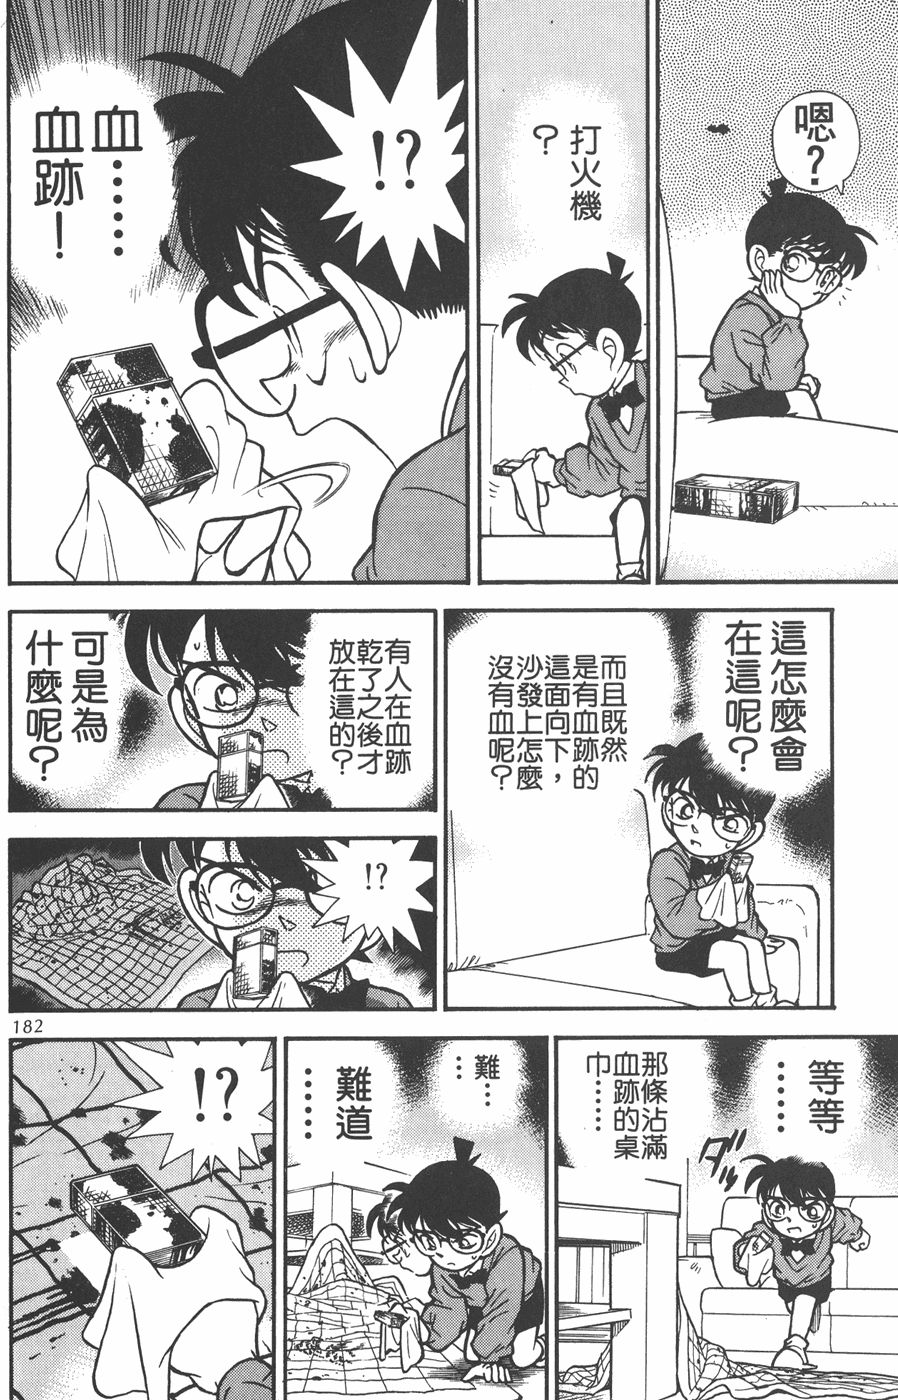 嗯？
打火機
？
！？
血……
血跡！
這怎麼會
在這呢？
而且既然
是有血跡的
這面向下，
沙發上怎麼
沒有血呢？
有人在血跡
乾了之後才
放在這的？
可是為
什麼呢？
！？
182
等等
……
那條沾滿
血跡的桌
巾……
ダダッ
難…
…
難道
……
！？